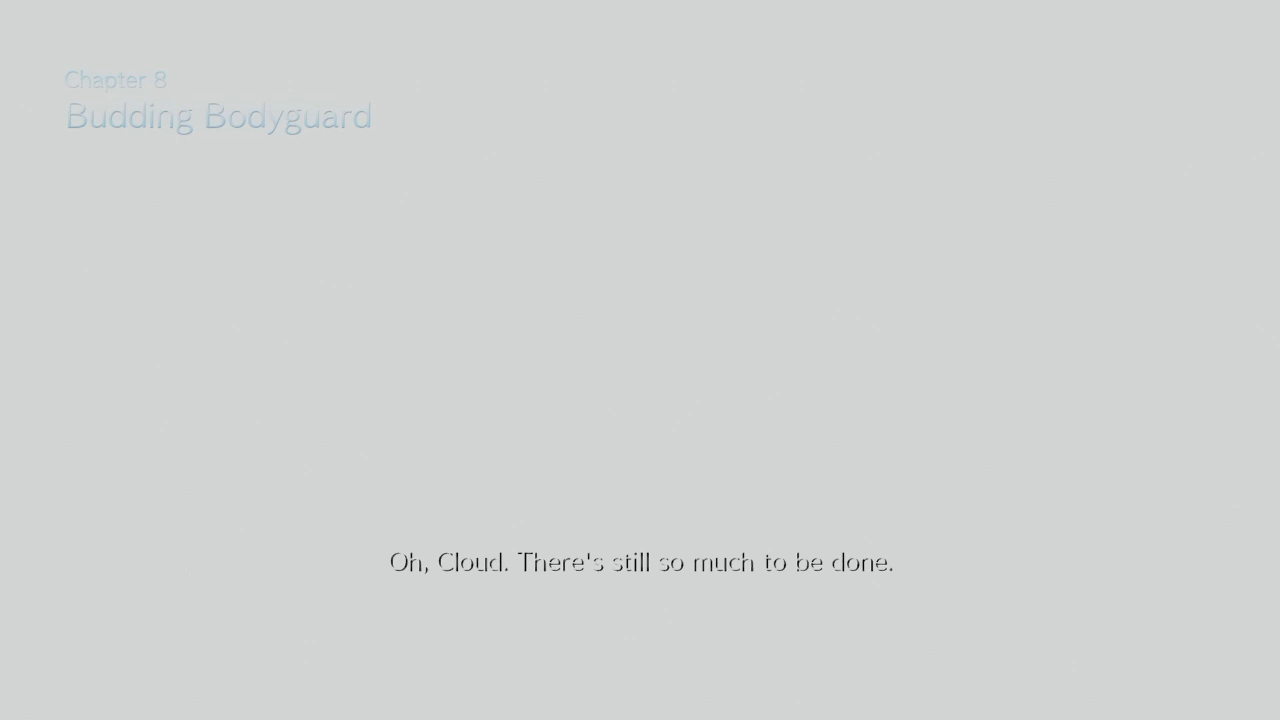 Chapter 8
Budding Bodyguard
Oh, Cloud. There's still so much to be done.